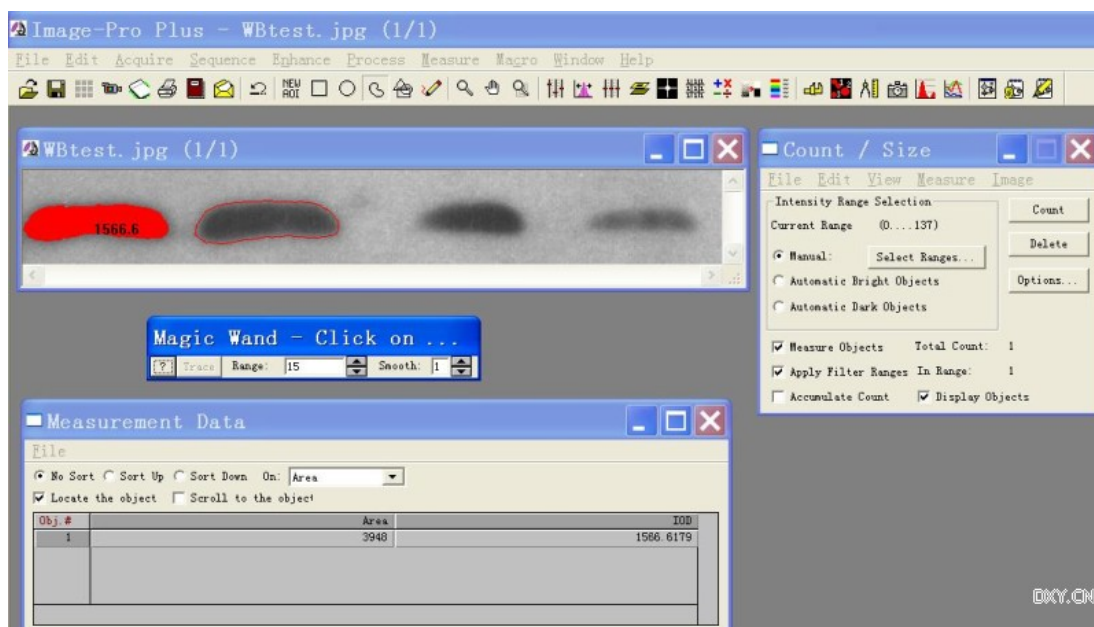 Image-Pro Plus - WBtest.jpg (1/1)
File Edit Acquire Sequence Enhance Process Measure Macro Window Help
NEW AOI
WBtest.jpg (1/1)
1566.6
Count / Size
File Edit View Measure Image
Intensity Range Selection
Current Range (0....137)
Manual: Select Ranges...
Automatic Bright Objects
Automatic Dark Objects
Count
Delete
Options...
Measure Objects Total Count: 1
Apply Filter Ranges In Range: 1
Accumulate Count Display Objects
Magic Wand - Click on ...
? Trace Range: 15 Smooth: 1
Measurement Data
File
No Sort Sort Up Sort Down On: Area
Locate the object Scroll to the object
Obj.# Area IOD
1 3948 1566.6179
DXY.CN